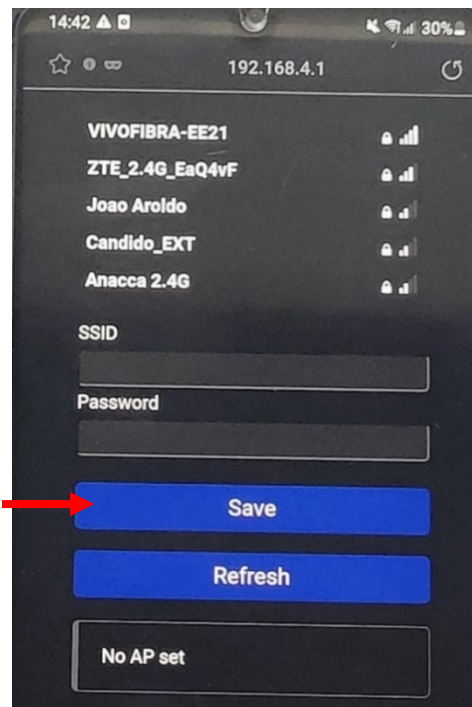 14:42
30%
192.168.4.1
VIVOFIBRA-EE21
ZTE_2.4G_EaQ4vF
Joao Aroldo
Candido_EXT
Anacca 2.4G
SSID
Password
Save
Refresh
No AP set